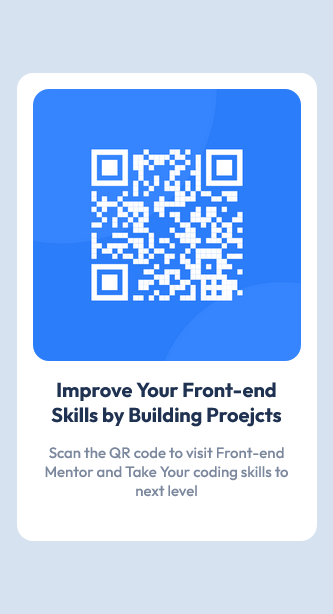 Improve Your Front-end
Skills by Building Proejcts
Scan the QR code to visit Front-end
Mentor and Take Your coding skills to
next level